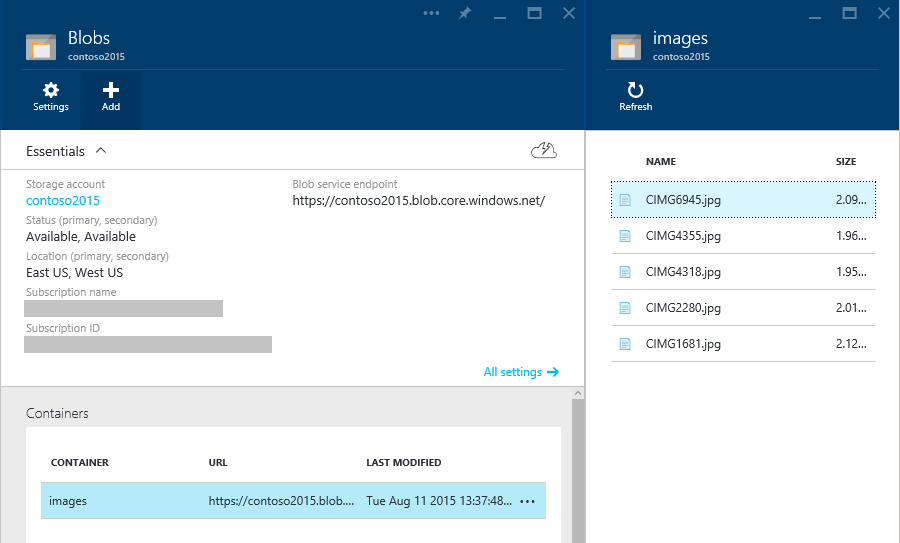 Blobs
contoso2015
Settings
Add
Essentials
Storage account
contoso2015
Status (primary, secondary)
Available, Available
Location (primary, secondary)
East US, West US
Subscription name
Subscription ID
Blob service endpoint
https://contoso2015.blob.core.windows.net/
All settings
Containers
CONTAINER URL LAST MODIFIED
images https://contoso2015.blob.... Tue Aug 11 2015 13:37:48... ...
images
contoso2015
Refresh
NAME SIZE
CIMG6945.jpg 2.09...
CIMG4355.jpg 1.96...
CIMG4318.jpg 1.95...
CIMG2280.jpg 2.01...
CIMG1681.jpg 2.12...